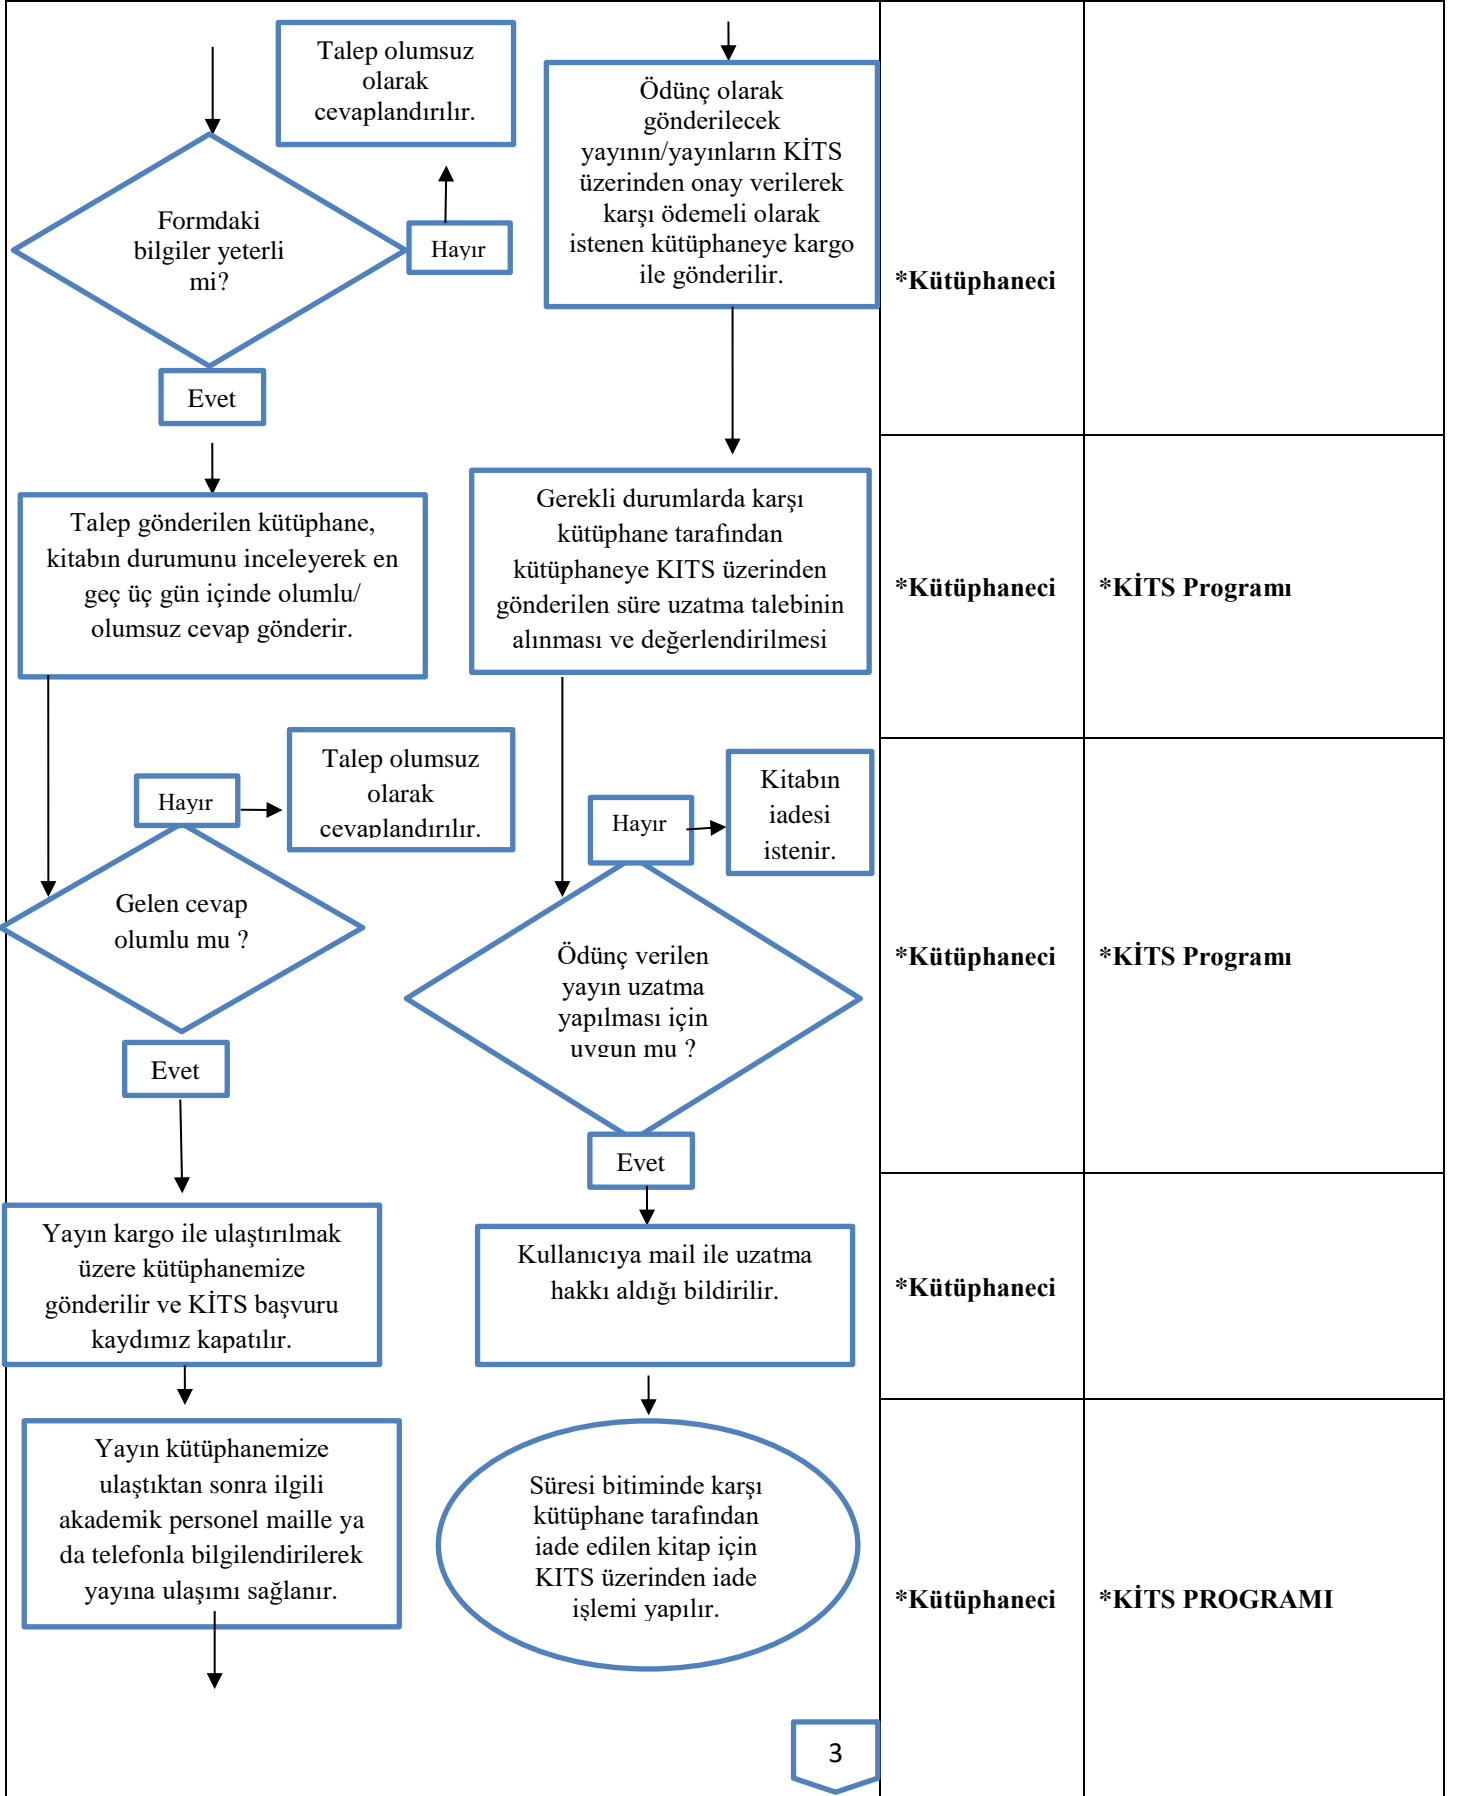 Talep olumsuz
olarak
cevaplandırılır.
Formdaki
bilgiler yeterli
mi?
Hayır
Evet
Ödünç olarak
gönderilecek
yayının/yayınların KİTS
üzerinden onay verilerek
karşı ödemeli olarak
istenen kütüphaneye kargo
ile gönderilir.
*Kütüphaneci
Talep gönderilen kütüphane,
kitabın durumunu inceleyerek en
geç üç gün içinde olumlu/
olumsuz cevap gönderir.
Gerekli durumlarda karşı
kütüphane tarafından
kütüphaneye KITS üzerinden
gönderilen süre uzatma talebinin
alınması ve değerlendirilmesi
*Kütüphaneci
*KİTS Programı
Hayır
Talep olumsuz
olarak
cevaplandırılır.
Gelen cevap
olumlu mu ?
Evet
Hayır
Kitabın
iadesi
istenir.
Ödünç verilen
yayın uzatma
yapılması için
uygun mu ?
Evet
*Kütüphaneci
*KİTS Programı
Yayın kargo ile ulaştırılmak
üzere kütüphanemize
gönderilir ve KİTS başvuru
kaydımız kapatılır.
Kullanıcıya mail ile uzatma
hakkı aldığı bildirilir.
*Kütüphaneci
Yayın kütüphanemize
ulaştıktan sonra ilgili
akademik personel maille ya
da telefonla bilgilendirilerek
yayına ulaşımı sağlanır.
Süresi bitiminde karşı
kütüphane tarafından
iade edilen kitap için
KITS üzerinden iade
işlemi yapılır.
*Kütüphaneci
*KİTS PROGRAMI
3